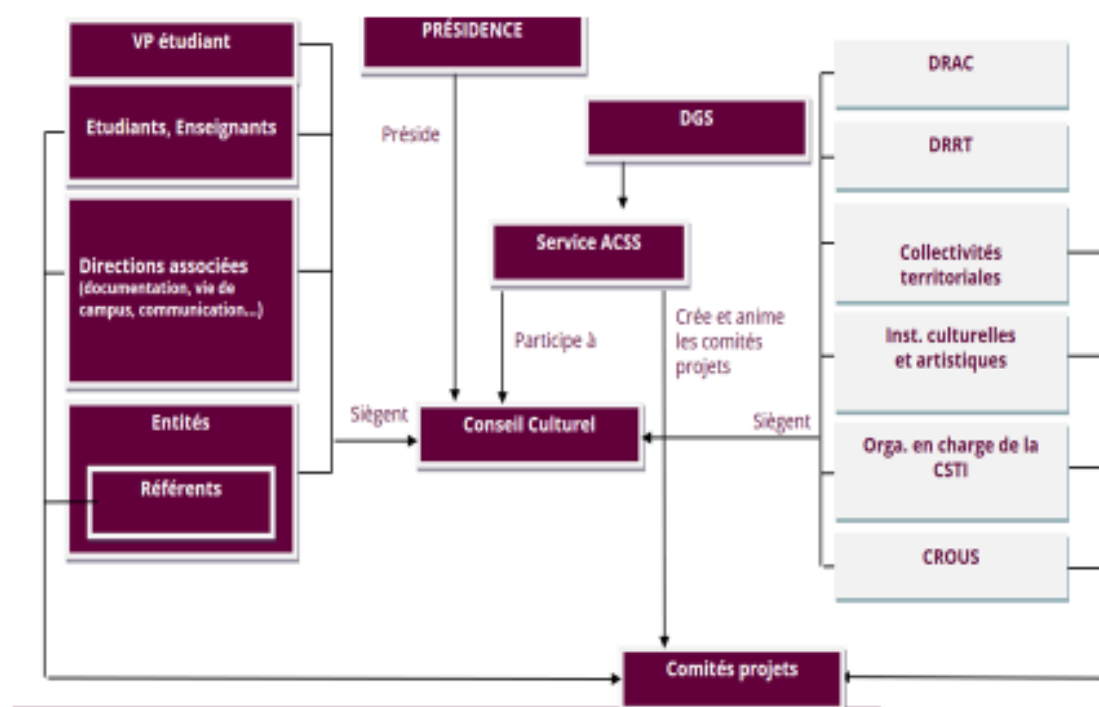 VP étudiant
Etudiants, Enseignants
Directions associées
(documentation, vie de
campus, communication...)
Entités
Référents
PRÉSIDENCE
Préside
DGS
Service ACSS
Participe à
Crée et anime
les comités
projets
Siègent
Conseil Culturel
Siègent
DRAC
DRRT
Collectivités
territoriales
Inst. culturelles
et artistiques
Orga. en charge de la
CSTI
CROUS
Comités projets